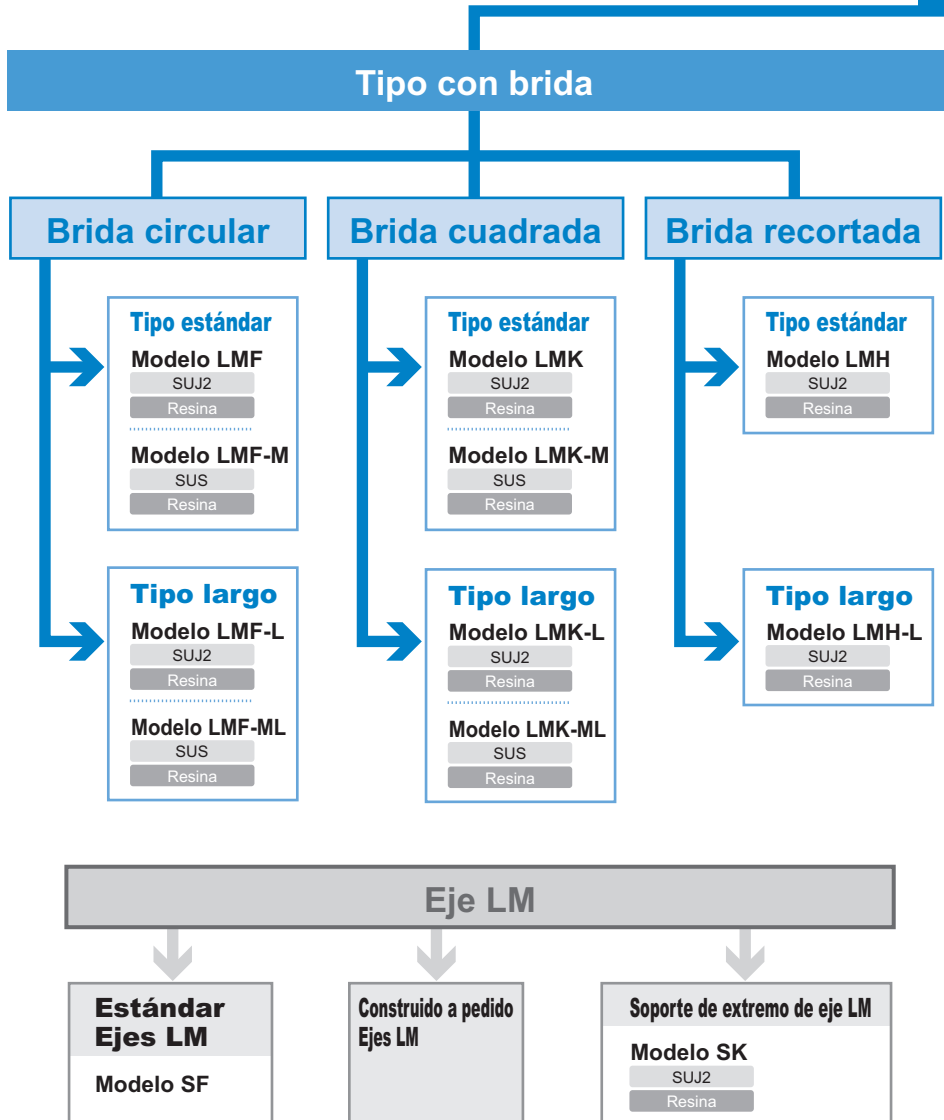 Tipo con brida
Brida circular
Tipo estándar
Modelo LMF
SUJ2
Resina
Modelo LMF-M
SUS
Resina
Tipo largo
Modelo LMF-L
SUJ2
Resina
Modelo LMF-ML
SUS
Resina
Brida cuadrada
Tipo estándar
Modelo LMK
SUJ2
Resina
Modelo LMK-M
SUS
Resina
Tipo largo
Modelo LMK-L
SUJ2
Resina
Modelo LMK-ML
SUS
Resina
Brida recortada
Tipo estándar
Modelo LMH
SUJ2
Resina
Tipo largo
Modelo LMH-L
SUJ2
Resina
Eje LM
Estándar
Ejes LM
Modelo SF
Construido a pedido
Ejes LM
Soporte de extremo de eje LM
Modelo SK
SUJ2
Resina